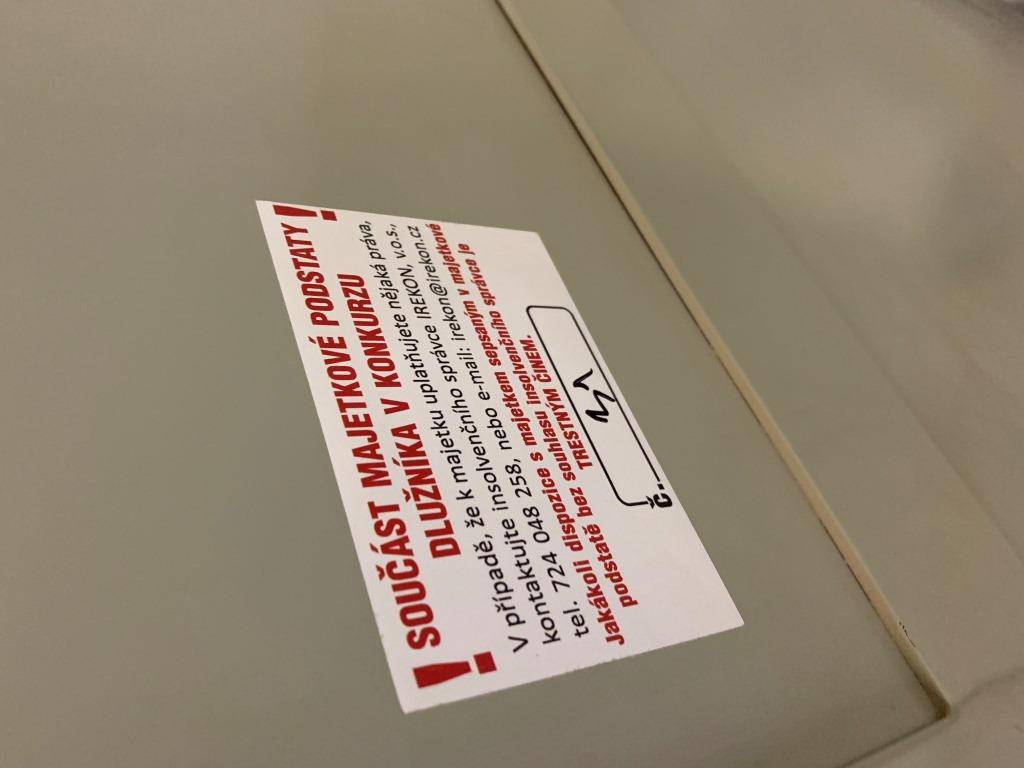 ! SOUČÁST MAJETKOVÉ PODSTATY !
DLUŽNÍKA V KONKURZU
V případě, že k majetku uplatňujete nějaká práva,
kontaktujte insolvenčního správce IREKON, v.o.s.,
tel. 724 048 258, nebo e-mail: irekon@irekon.cz
Jakákoli dispozice s majetkem sepsaným v majetkové
podstatě bez souhlasu insolvenčního správce je
TRESTNÝM ČINEM.
č.